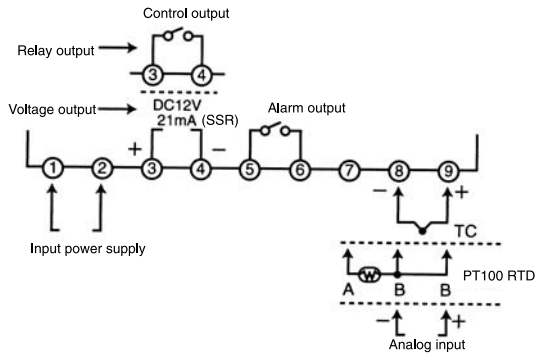 Control output
Relay output
3 4
Voltage output
DC12V
21mA (SSR)
Alarm output
+ − 
1 2 3 4 5 6 7 8 9
− +
Input power supply
TC
A W B B
PT100 RTD
− +
Analog input